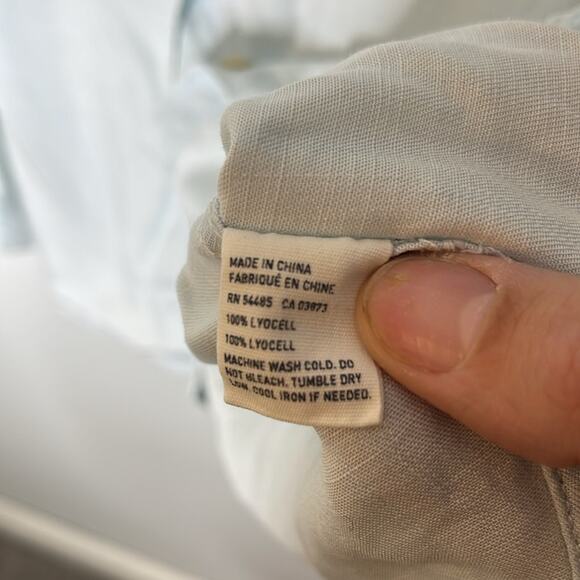 MADE IN CHINA
FABRIQUÉ EN CHINE
RN 54485 CA 03873
100% LYOCELL
100% LYOCELL
MACHINE WASH COLD. DO
NOT BLEACH. TUMBLE DRY
LOW. COOL IRON IF NEEDED.